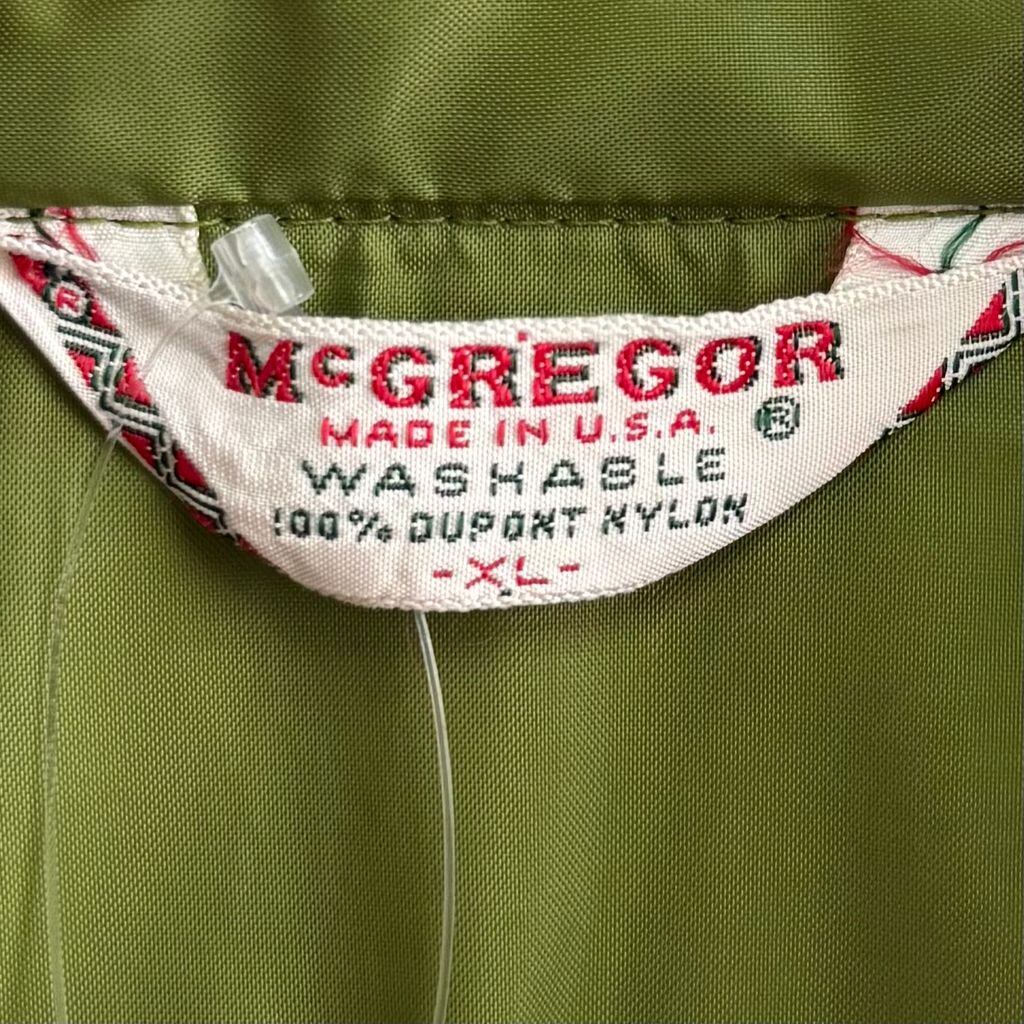 McGREGOR ®
MADE IN U.S.A.
WASHABLE
100% DUPONT NYLON
-XL-
®